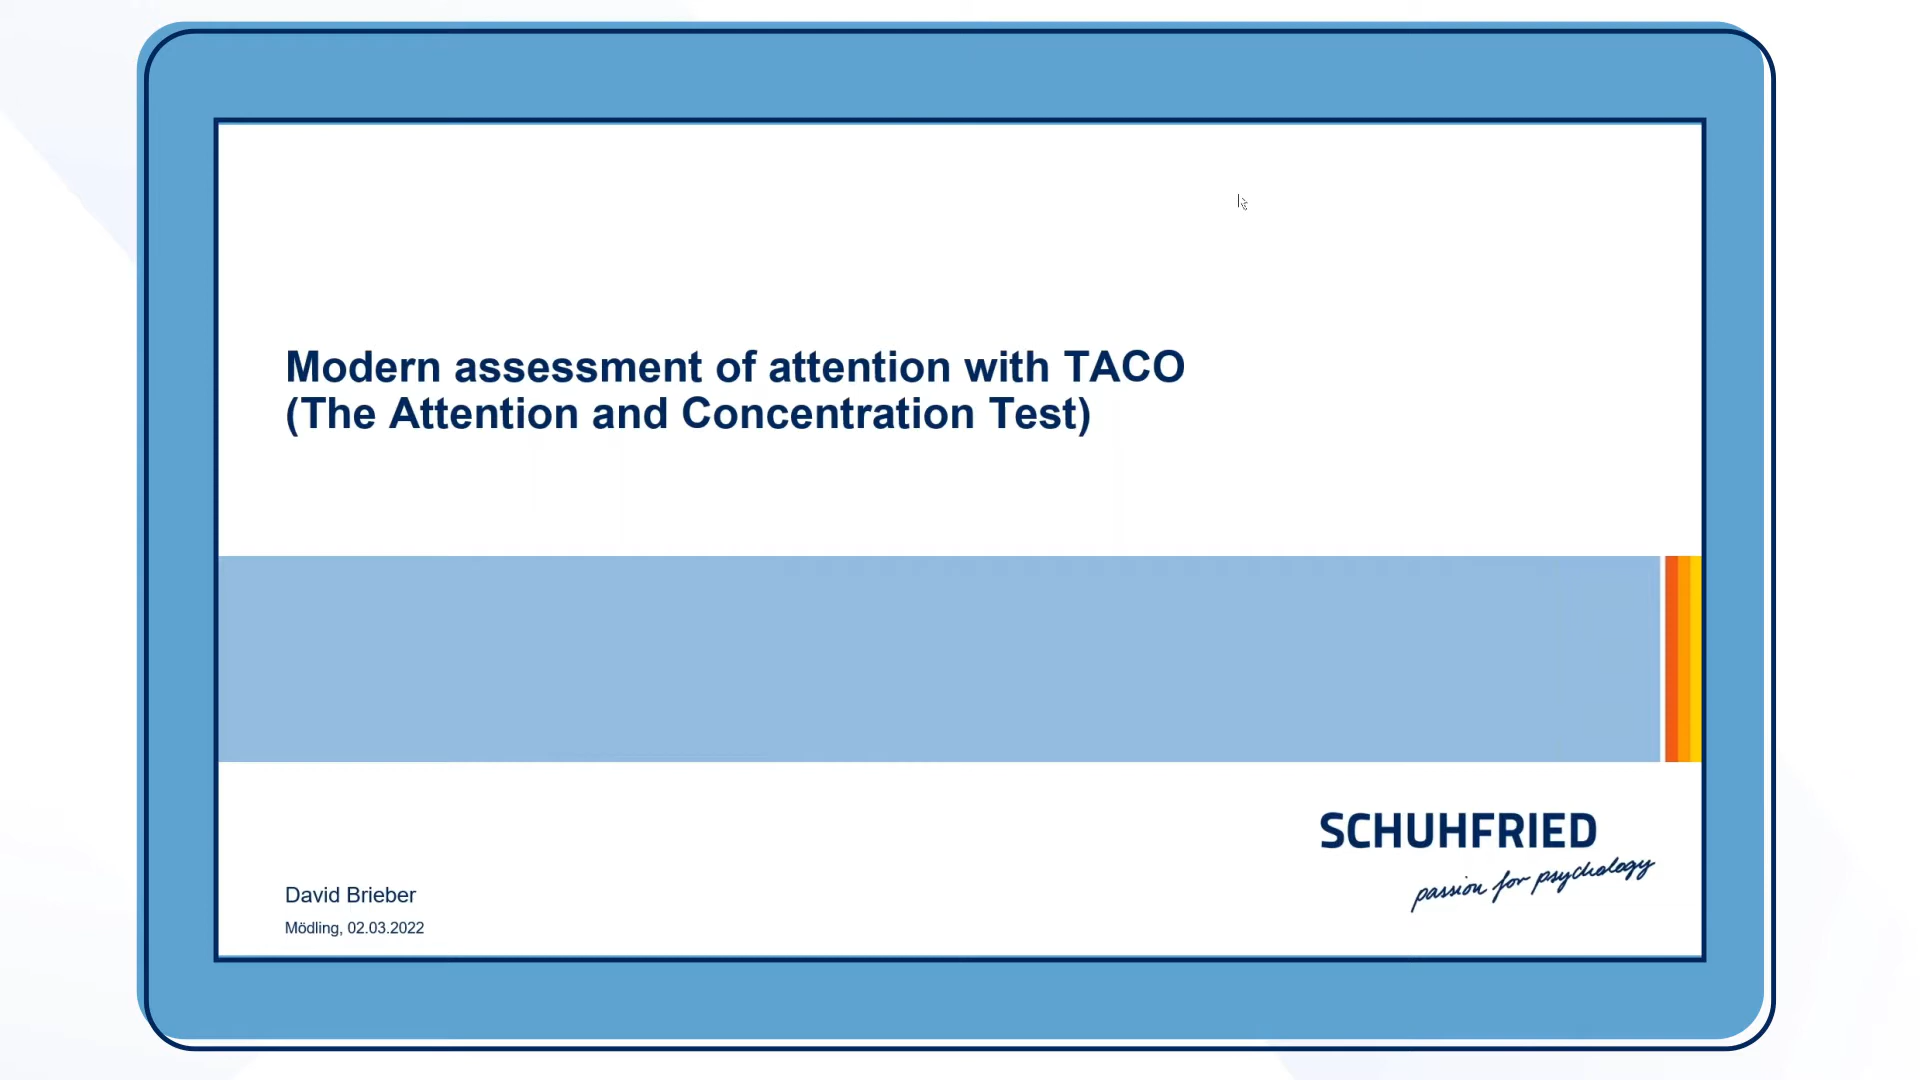 Modern assessment of attention with TACO
(The Attention and Concentration Test)
SCHUHFRIED
passion for psychology
David Brieber
Mödling, 02.03.2022